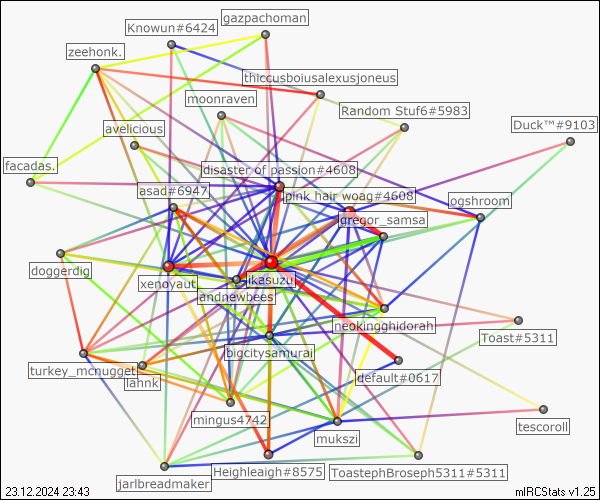 gazpachoman
Knowun#6424
zeehonk.
thiccusboiusalexusjoneus
moonraven
Random Stuf6#5983
avelicious
Duck™#9103
facadas.
disaster of passion#4608
asad#6947
pink hair woag#4608
ogshroom
gregor_samsa
doggerdig
xenoyaut
ikasuzu
andnewbees
neokingghidorah
Toast#5311
bigcitysamurai
turkey_mcnugget
lahnk
default#0617
mingus4742
tescoroll
mukszi
jarlbreadmaker
Heighleaigh#8575
ToastephBroseph5311#5311
23.12.2024 23:43
mIRCStats v1.25